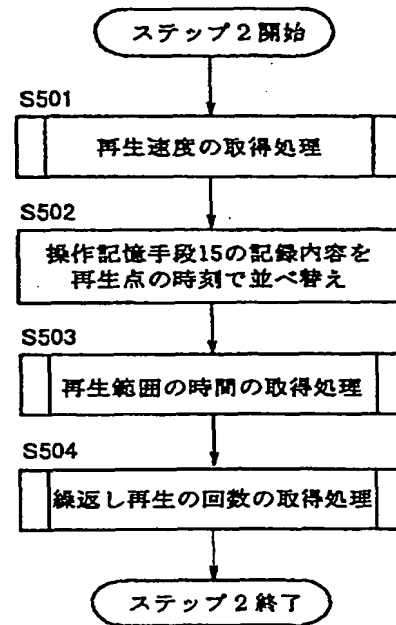 ステップ2開始
S501
再生速度の取得処理
S502
操作記憶手段15の記録内容を
再生点の時刻で並べ替え
S503
再生範囲の時間の取得処理
S504
繰返し再生の回数の取得処理
ステップ2終了